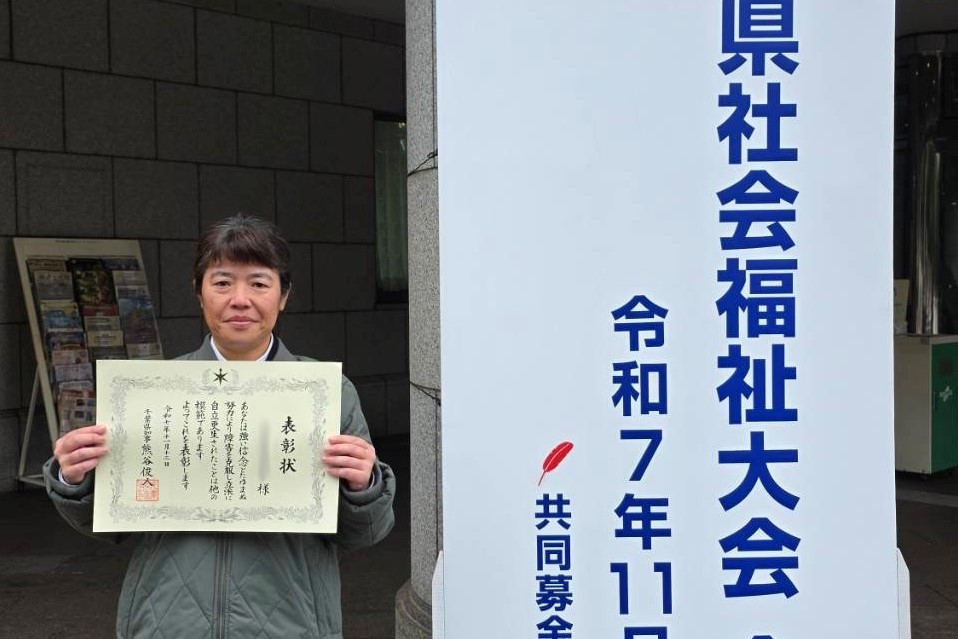 表彰状
様
あなたは強い信念とたゆまぬ
努力により障害を克服し立派に
自立更生されたことは他の
模範であります
よってこれを表彰します
令和七年十一月十二日
千葉県知事 熊谷俊人
県社会福祉大会
令和7年11月
共同募金